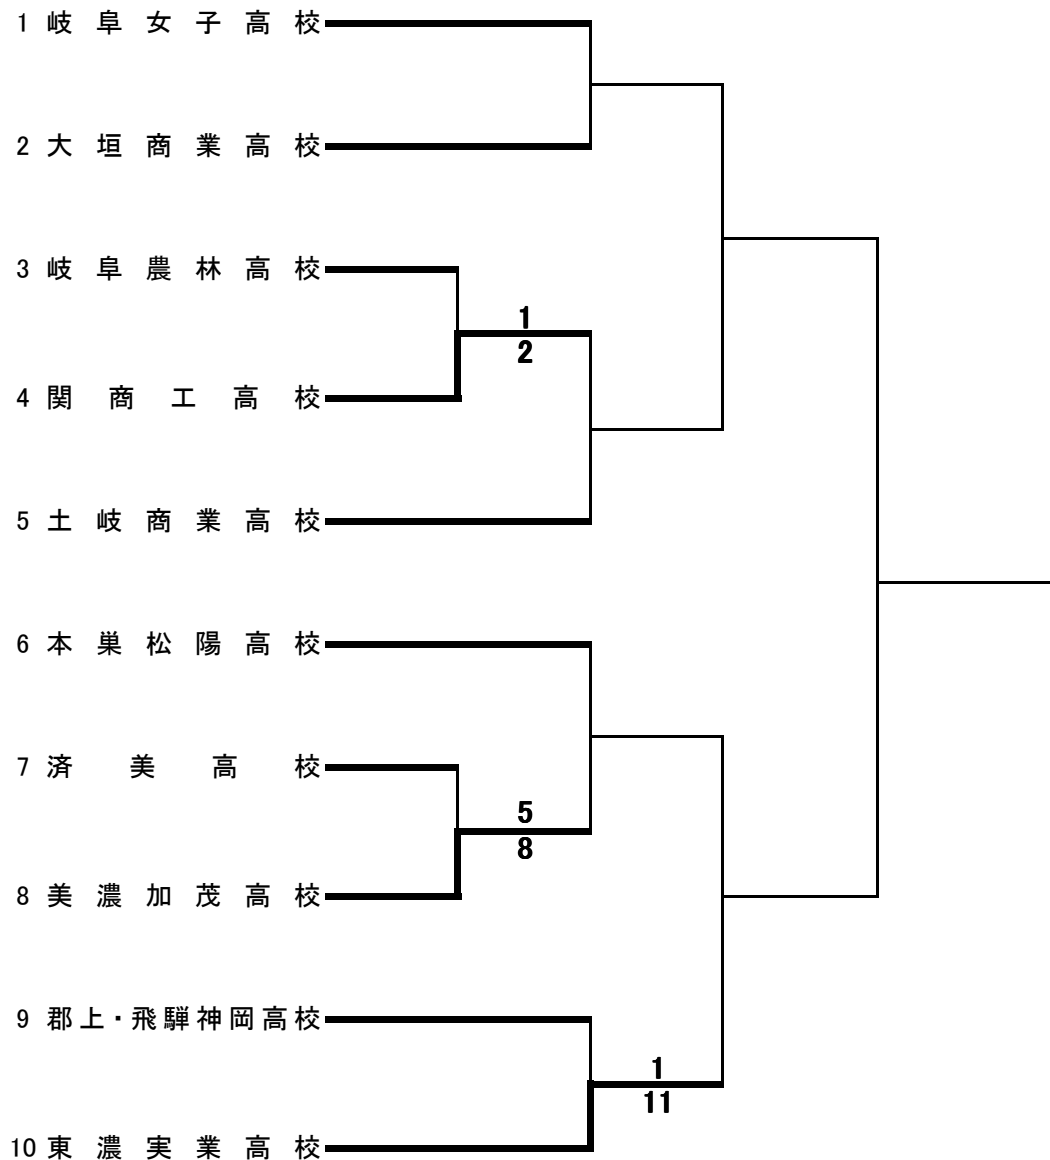 1 岐阜女子高校
2 大垣商業高校
3 岐阜農林高校
1
2
4 関商工高校
5 土岐商業高校
6 本巣松陽高校
7 済美高校
5
8
8 美濃加茂高校
9 郡上・飛騨神岡高校
1
11
10 東濃実業高校